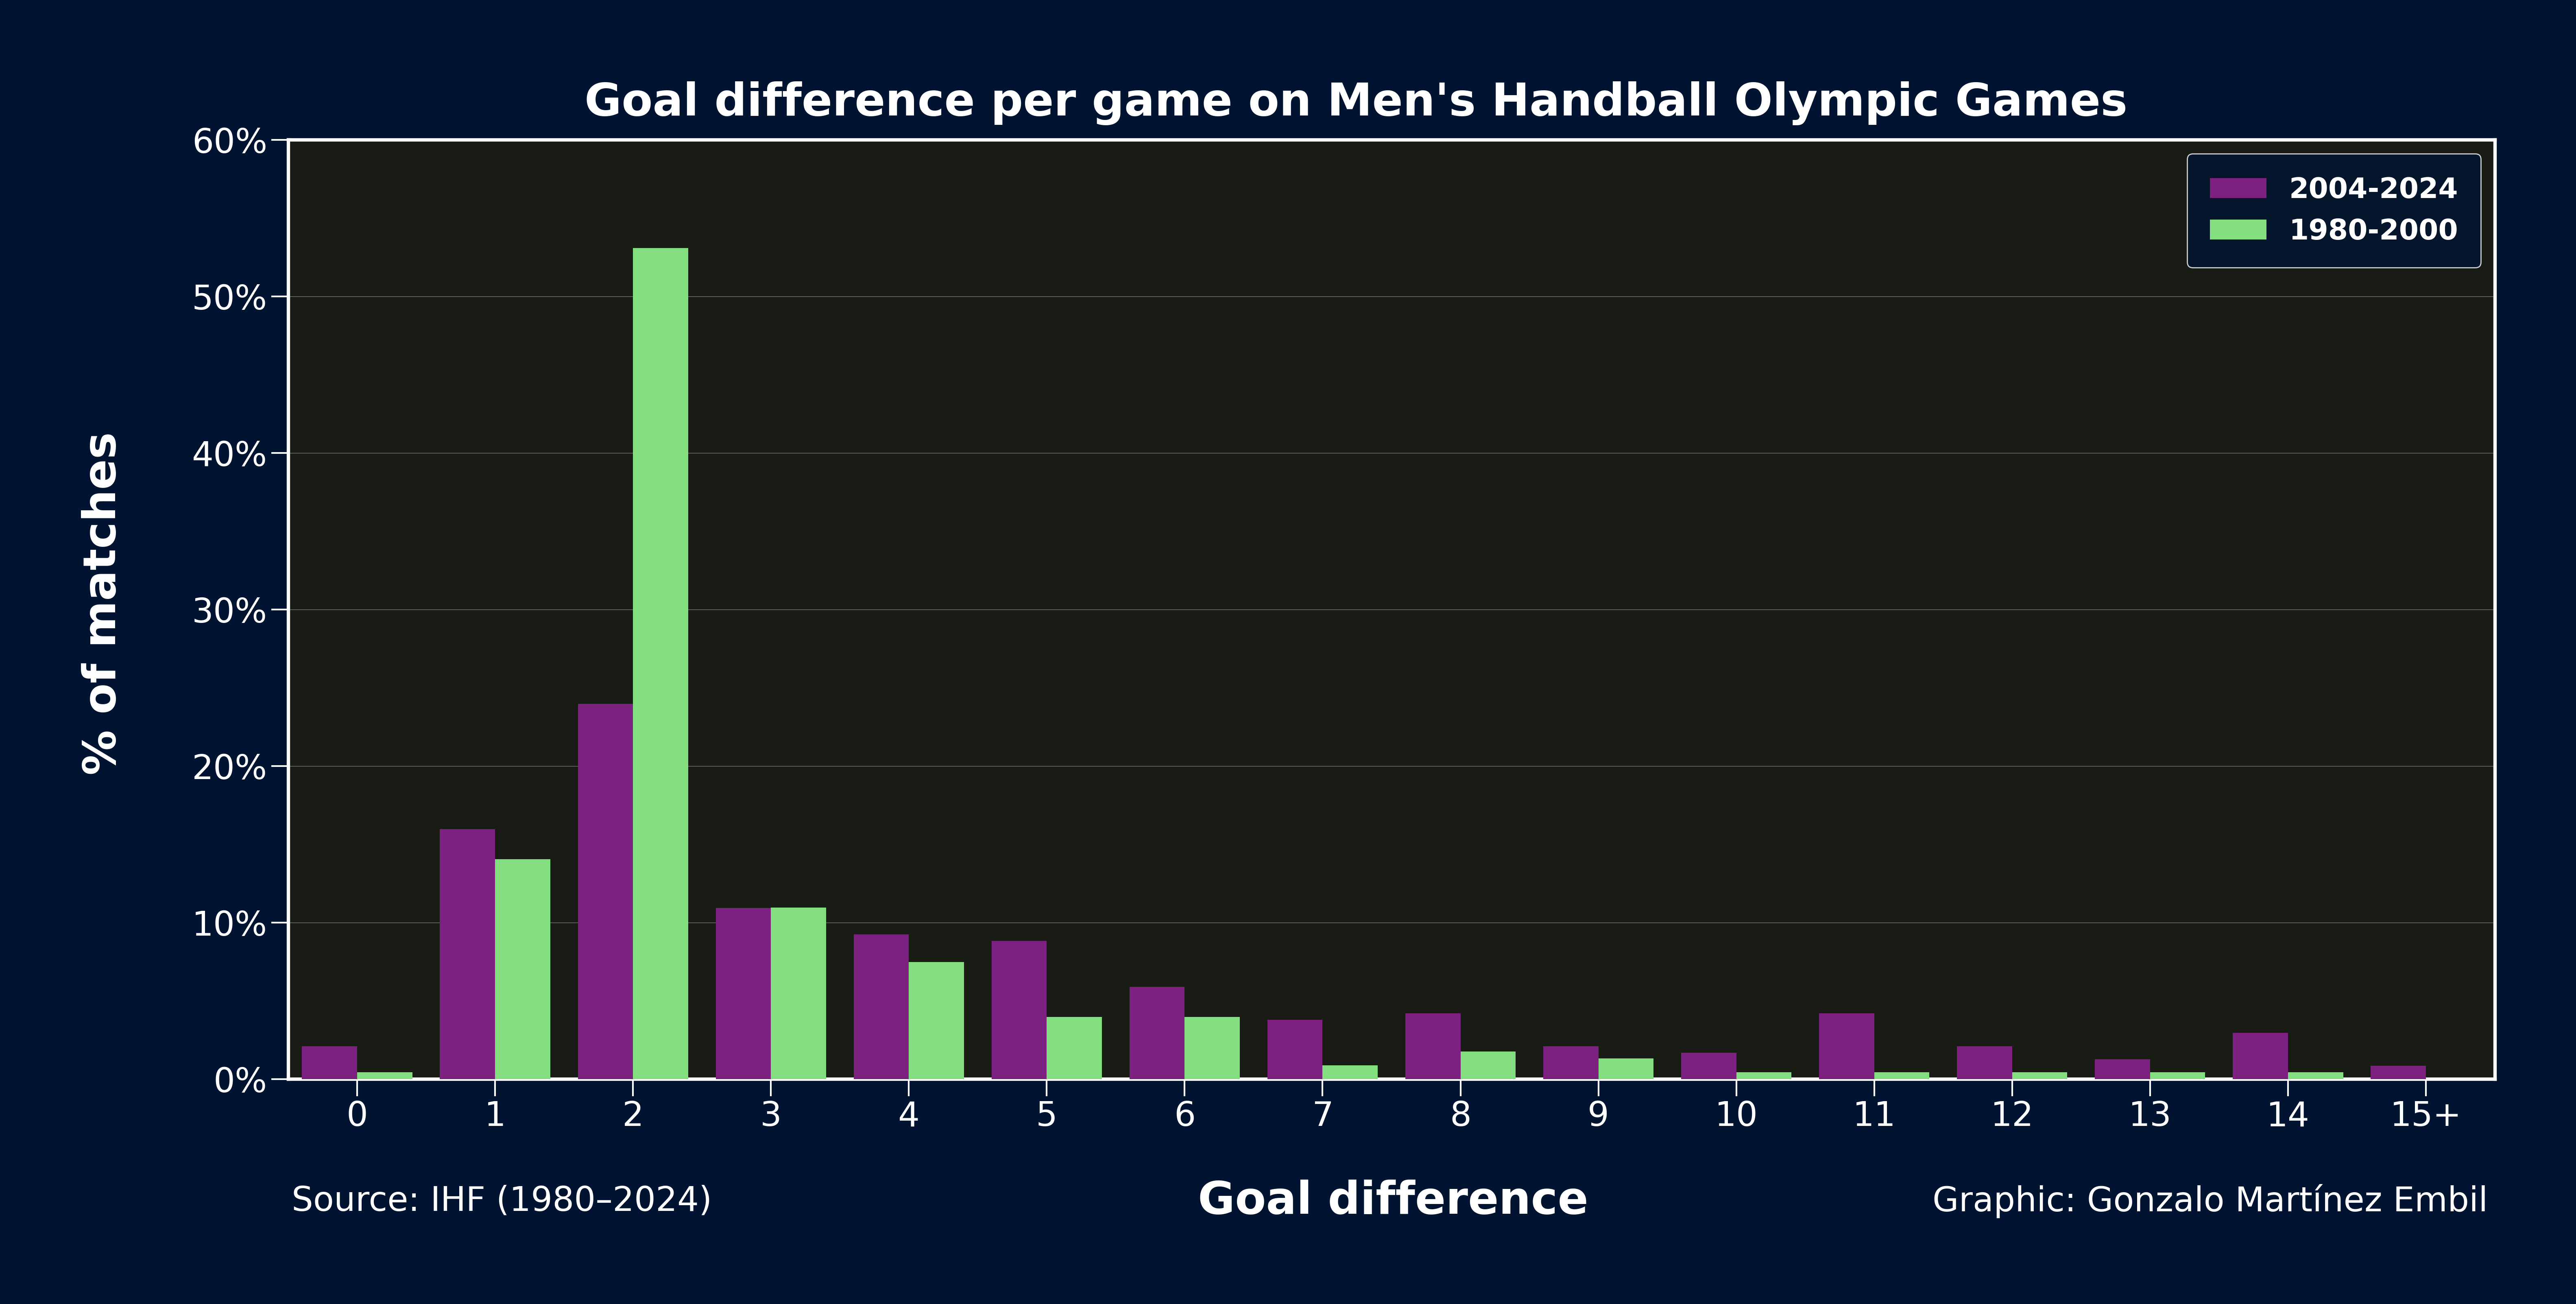 Goal difference per game on Men's Handball Olympic Games
60%
50%
40%
30%
20%
10%
0%
% of matches
2004-2024
1980-2000
0 1 2 3 4 5 6 7 8 9 10 11 12 13 14 15+
Source: IHF (1980–2024)
Goal difference
Graphic: Gonzalo Martínez Embil